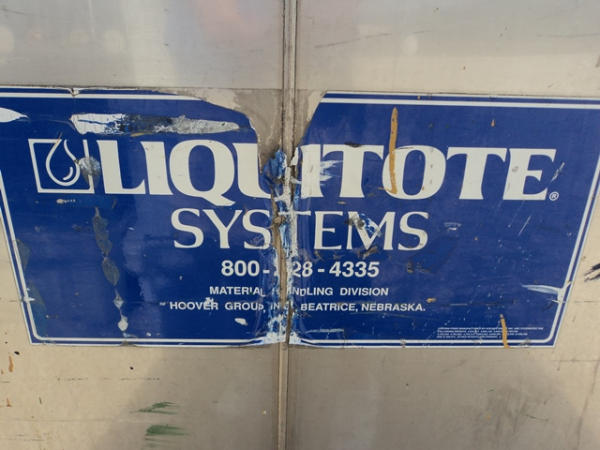 LIQUITOTE®
SYSTEMS
800- 28-4335
MATERIAL HANDLING DIVISION
HOOVER GROUP INC. BEATRICE, NEBRASKA.